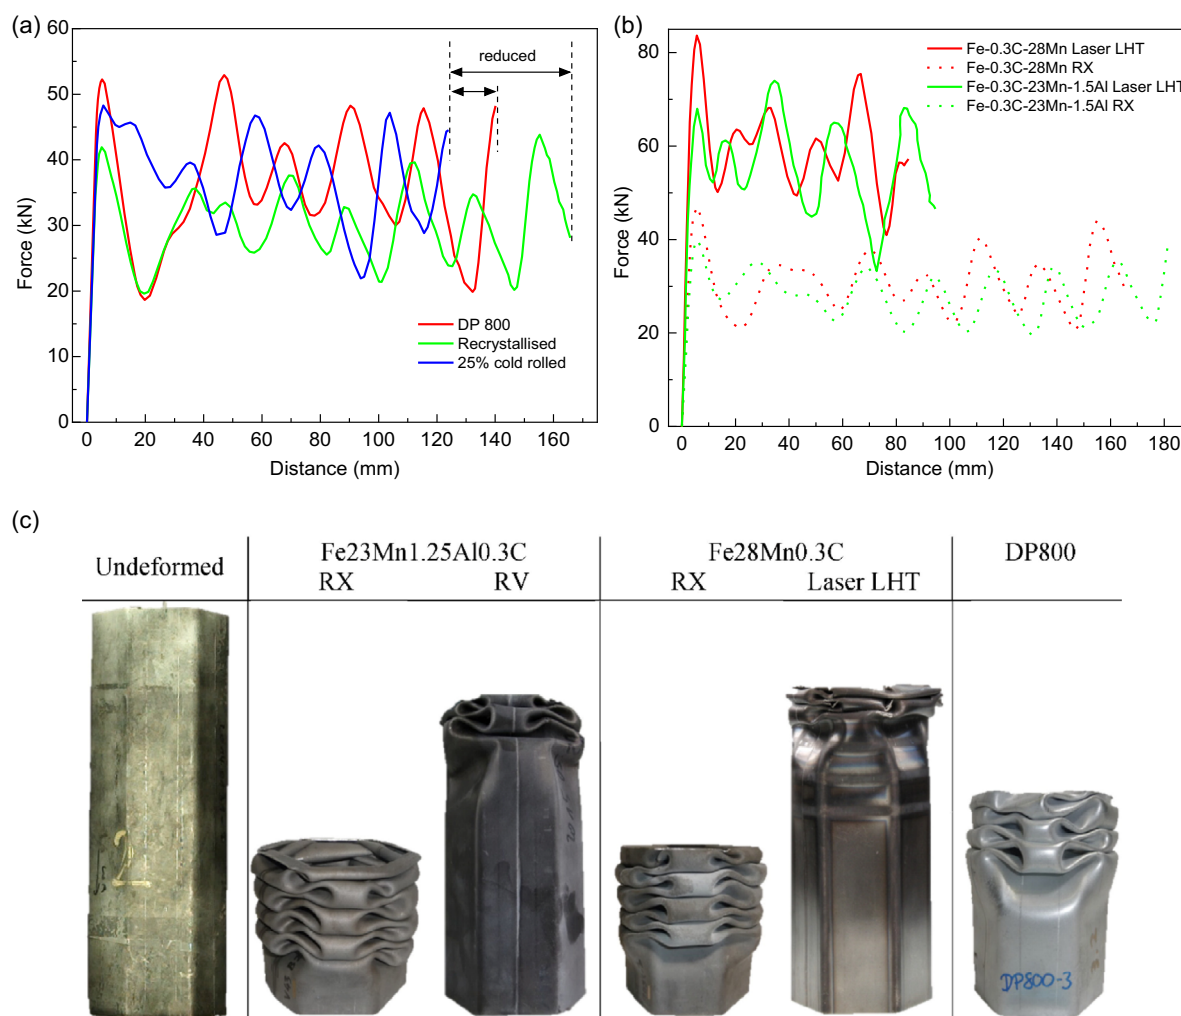 (a)
60
50
40
30
20
10
0
Force (kN)
0 20 40 60 80 100 120 140 160
Distance (mm)
reduced
DP 800
Recrystallised
25% cold rolled
(b)
80
60
40
20
0
Force (kN)
0 20 40 60 80 100 120 140 160 180
Distance (mm)
Fe-0.3C-28Mn Laser LHT
Fe-0.3C-28Mn RX
Fe-0.3C-23Mn-1.5Al Laser LHT
Fe-0.3C-23Mn-1.5Al RX
(c)
Undeformed
Fe23Mn1.25Al0.3C
RX RV
Fe28Mn0.3C
RX Laser LHT
DP800
2
DP800-3